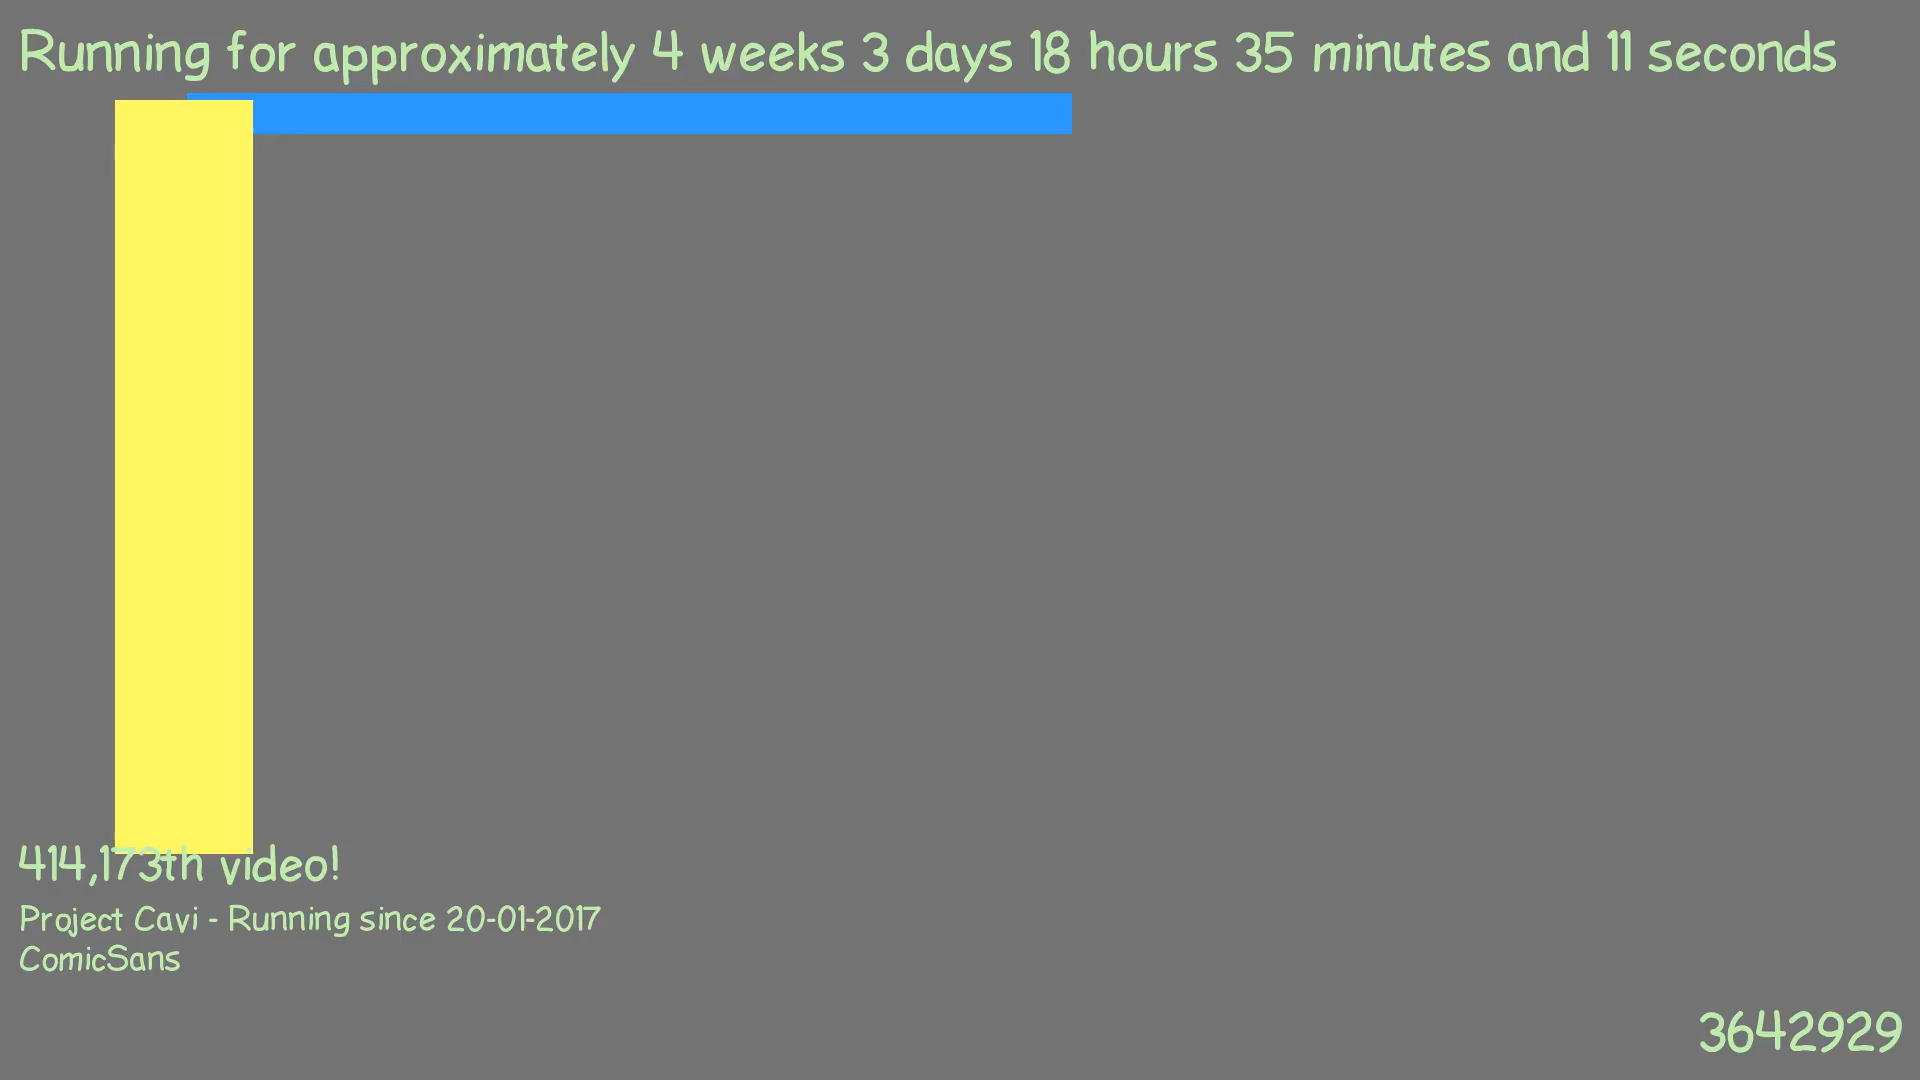 Running for approximately 4 weeks 3 days 18 hours 35 minutes and 11 seconds
414,173th video!
Project Cavi - Running since 20-01-2017
ComicSans
3642929